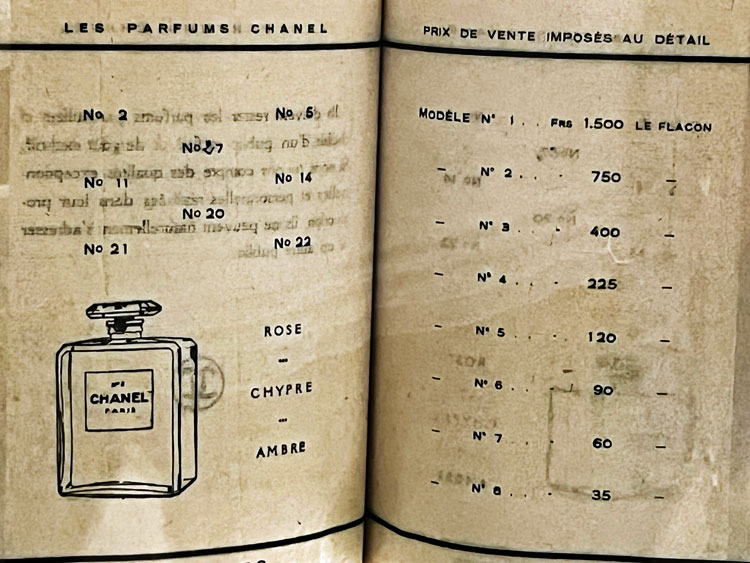 LES PARFUMS CHANEL
No 2 No 5
No 7
No 11 No 14
No 20
No 21 No 22
ROSE
CHYPRE
AMBRE
CHANEL
PARIS
PRIX DE VENTE IMPOSÉS AU DÉTAIL
MODÈLE N° 1 . . FRS 1.500 LE FLACON
— N° 2 . . . 750 —
— N° 3 . . . 400 —
— N° 4 . . . 225 —
— N° 5 . . . 120 —
— N° 6 . . . 90 —
— N° 7 . . . 60 —
— N° 8 . . . 35 —